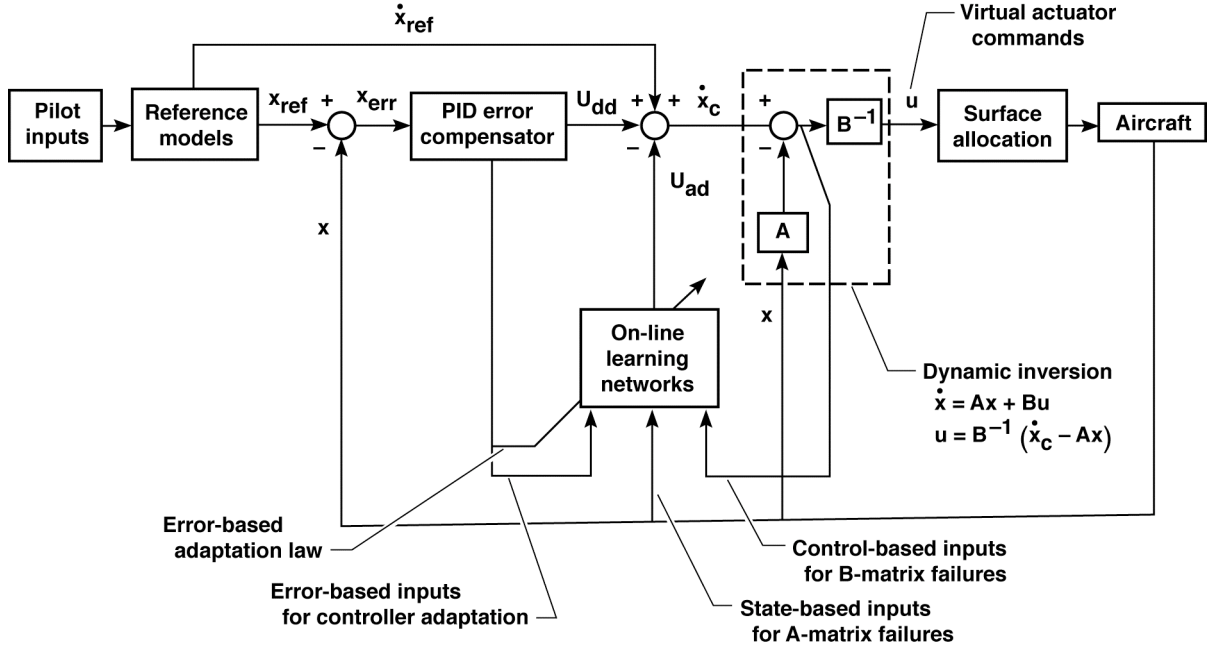 ẋref
Virtual actuator
commands
Pilot
inputs
Reference
models
xref
+
−
xerr
PID error
compensator
Udd
+
+
−
ẋc
+
−
B−1
u
Surface
allocation
Aircraft
Uad
x
A
x
On-line
learning
networks
Dynamic inversion
ẋ = Ax + Bu
u = B−1 (ẋc − Ax)
Error-based
adaptation law
Error-based inputs
for controller adaptation
Control-based inputs
for B-matrix failures
State-based inputs
for A-matrix failures